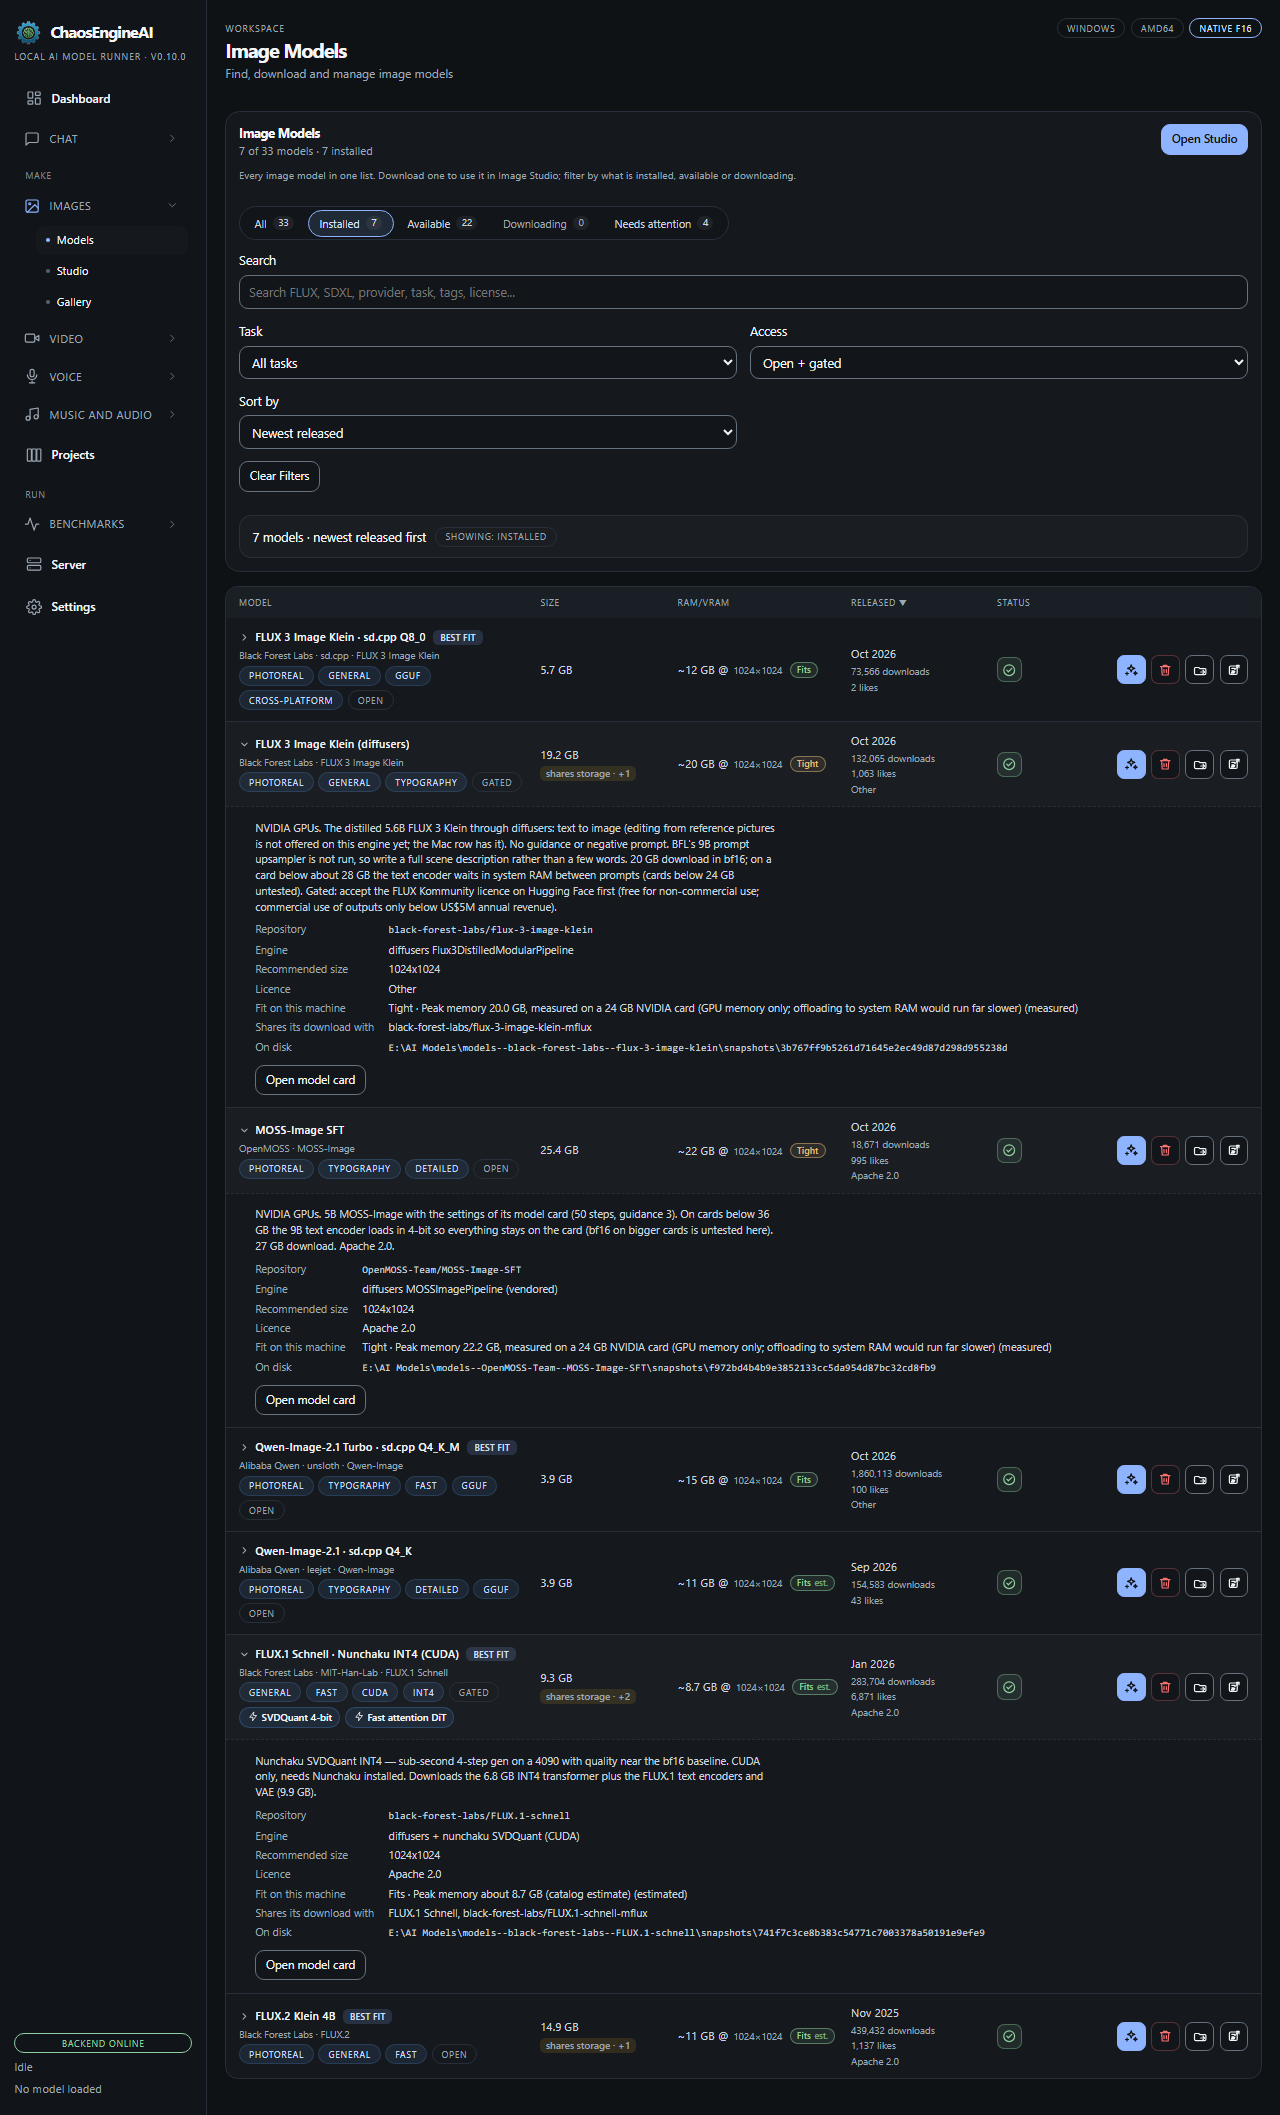 ChaosEngineAI
LOCAL AI MODEL RUNNER · V0.10.0
Dashboard
CHAT
MAKE
IMAGES
Models
Studio
Gallery
VIDEO
VOICE
MUSIC AND AUDIO
Projects
RUN
BENCHMARKS
Server
Settings
BACKEND ONLINE
Idle
No model loaded
WORKSPACE
Image Models
Find, download and manage image models
WINDOWS AMD64 NATIVE F16
Image Models
7 of 33 models · 7 installed
Open Studio
Every image model in one list. Download one to use it in Image Studio; filter by what is installed, available or downloading.
All 33 Installed 7 Available 22 Downloading 0 Needs attention 4
Search
Search FLUX, SDXL, provider, task, tags, license...
Task Access
All tasks Open + gated
Sort by
Newest released
Clear Filters
7 models · newest released first SHOWING: INSTALLED
MODEL SIZE RAM/VRAM RELEASED ▼ STATUS
FLUX 3 Image Klein · sd.cpp Q8_0 BEST FIT
Black Forest Labs · sd.cpp · FLUX 3 Image Klein
PHOTOREAL GENERAL GGUF
CROSS-PLATFORM OPEN
5.7 GB
~12 GB @ 1024×1024 Fits
Oct 2026
73,566 downloads
2 likes
FLUX 3 Image Klein (diffusers)
Black Forest Labs · FLUX 3 Image Klein
PHOTOREAL GENERAL TYPOGRAPHY GATED
19.2 GB
shares storage · +1
~20 GB @ 1024×1024 Tight
Oct 2026
132,065 downloads
1,063 likes
Other
NVIDIA GPUs. The distilled 5.6B FLUX 3 Klein through diffusers: text to image (editing from reference pictures
is not offered on this engine yet; the Mac row has it). No guidance or negative prompt. BFL's 9B prompt
upsampler is not run, so write a full scene description rather than a few words. 20 GB download in bf16; on a
card below about 28 GB the text encoder waits in system RAM between prompts (cards below 24 GB
untested). Gated: accept the FLUX Kommunity licence on Hugging Face first (free for non-commercial use;
commercial use of outputs only below US$5M annual revenue).
Repository black-forest-labs/flux-3-image-klein
Engine diffusers Flux3DistilledModularPipeline
Recommended size 1024x1024
Licence Other
Fit on this machine Tight · Peak memory 20.0 GB, measured on a 24 GB NVIDIA card (GPU memory only; offloading to system RAM would run far slower) (measured)
Shares its download with black-forest-labs/flux-3-image-klein-mflux
On disk E:\AI Models\models--black-forest-labs--flux-3-image-klein\snapshots\3b767ff9b5261d71645e2ec49d87d298d955238d
Open model card
MOSS-Image SFT
OpenMOSS · MOSS-Image
PHOTOREAL TYPOGRAPHY DETAILED OPEN
25.4 GB
~22 GB @ 1024×1024 Tight
Oct 2026
18,671 downloads
995 likes
Apache 2.0
NVIDIA GPUs. 5B MOSS-Image with the settings of its model card (50 steps, guidance 3). On cards below 36
GB the 9B text encoder loads in 4-bit so everything stays on the card (bf16 on bigger cards is untested here).
27 GB download. Apache 2.0.
Repository OpenMOSS-Team/MOSS-Image-SFT
Engine diffusers MOSSImagePipeline (vendored)
Recommended size 1024x1024
Licence Apache 2.0
Fit on this machine Tight · Peak memory 22.2 GB, measured on a 24 GB NVIDIA card (GPU memory only; offloading to system RAM would run far slower) (measured)
On disk E:\AI Models\models--OpenMOSS-Team--MOSS-Image-SFT\snapshots\f972bd4b4b9e3852133cc5da954d87bc32cd8fb9
Open model card
Qwen-Image-2.1 Turbo · sd.cpp Q4_K_M BEST FIT
Alibaba Qwen · unsloth · Qwen-Image
PHOTOREAL TYPOGRAPHY FAST GGUF
OPEN
3.9 GB
~15 GB @ 1024×1024 Fits
Oct 2026
1,860,113 downloads
100 likes
Other
Qwen-Image-2.1 · sd.cpp Q4_K
Alibaba Qwen · leejet · Qwen-Image
PHOTOREAL TYPOGRAPHY DETAILED GGUF
OPEN
3.9 GB
~11 GB @ 1024×1024 Fits est.
Sep 2026
154,583 downloads
43 likes
FLUX.1 Schnell · Nunchaku INT4 (CUDA) BEST FIT
Black Forest Labs · MIT-Han-Lab · FLUX.1 Schnell
GENERAL FAST CUDA INT4 GATED
SVDQuant 4-bit Fast attention DiT
9.3 GB
shares storage · +2
~8.7 GB @ 1024×1024 Fits est.
Jan 2026
283,704 downloads
6,871 likes
Apache 2.0
Nunchaku SVDQuant INT4 — sub-second 4-step gen on a 4090 with quality near the bf16 baseline. CUDA
only, needs Nunchaku installed. Downloads the 6.8 GB INT4 transformer plus the FLUX.1 text encoders and
VAE (9.9 GB).
Repository black-forest-labs/FLUX.1-schnell
Engine diffusers + nunchaku SVDQuant (CUDA)
Recommended size 1024x1024
Licence Apache 2.0
Fit on this machine Fits · Peak memory about 8.7 GB (catalog estimate) (estimated)
Shares its download with FLUX.1 Schnell, black-forest-labs/FLUX.1-schnell-mflux
On disk E:\AI Models\models--black-forest-labs--FLUX.1-schnell\snapshots\741f7c3ce8b383c54771c7003378a50191e9efe9
Open model card
FLUX.2 Klein 4B BEST FIT
Black Forest Labs · FLUX.2
PHOTOREAL GENERAL FAST OPEN
14.9 GB
shares storage · +1
~11 GB @ 1024×1024 Fits est.
Nov 2025
439,432 downloads
1,137 likes
Apache 2.0